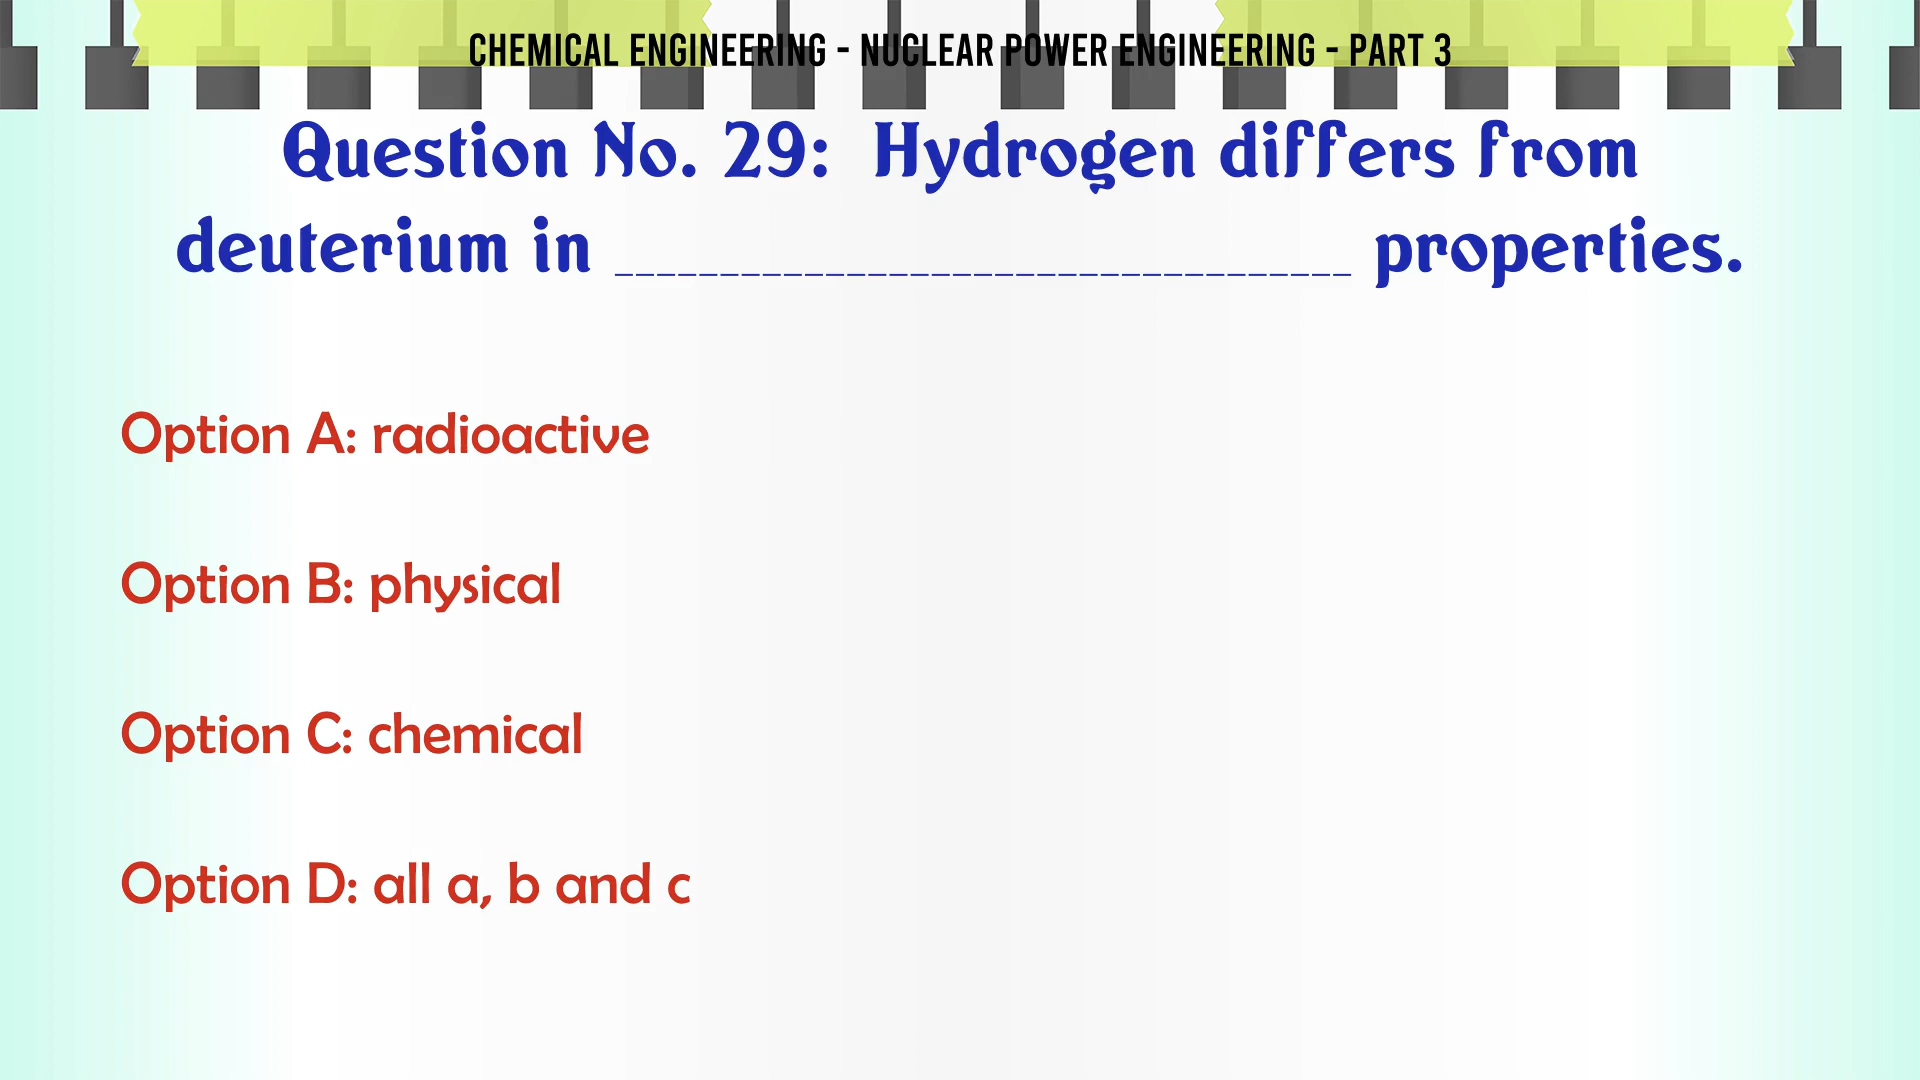 CHEMICAL ENGINEERING - NUCLEAR POWER ENGINEERING - PART 3
Question No. 29: Hydrogen differs from
deuterium in ___________________________________ properties.
Option A: radioactive
Option B: physical
Option C: chemical
Option D: all a, b and c